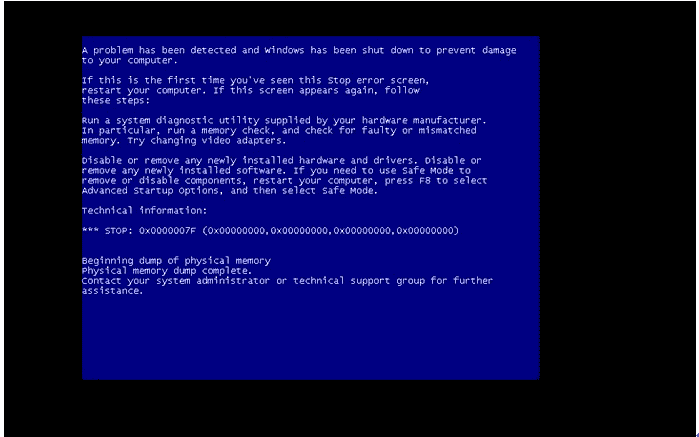 A problem has been detected and Windows has been shut down to prevent damage
to your computer.
If this is the first time you've seen this Stop error screen,
restart your computer. If this screen appears again, follow
these steps:
Run a system diagnostic utility supplied by your hardware manufacturer.
In particular, run a memory check, and check for faulty or mismatched
memory. Try changing video adapters.
Disable or remove any newly installed hardware and drivers. Disable or
remove any newly installed software. If you need to use Safe Mode to
remove or disable components, restart your computer, press F8 to select
Advanced Startup Options, and then select Safe Mode.
Technical information:
*** STOP: 0x0000007F (0x00000000,0x00000000,0x00000000,0x00000000)
Beginning dump of physical memory
Physical memory dump complete.
Contact your system administrator or technical support group for further
assistance.